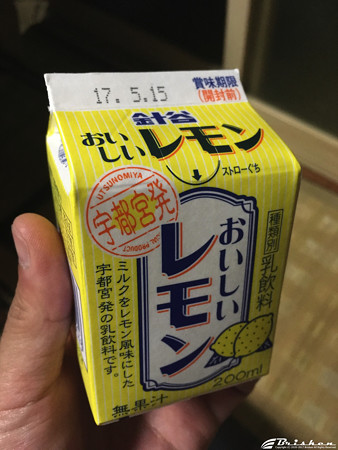 17. 5.15
賞味期限
(開封前)
針谷
おいしいレモン
ストローぐち
UTSUNOMIYA
宇都宮発
種類別 乳飲料
おいしい
レモン
ミルクをレモン風味にした
宇都宮発の乳飲料です。
200ml
無果汁
Brishen